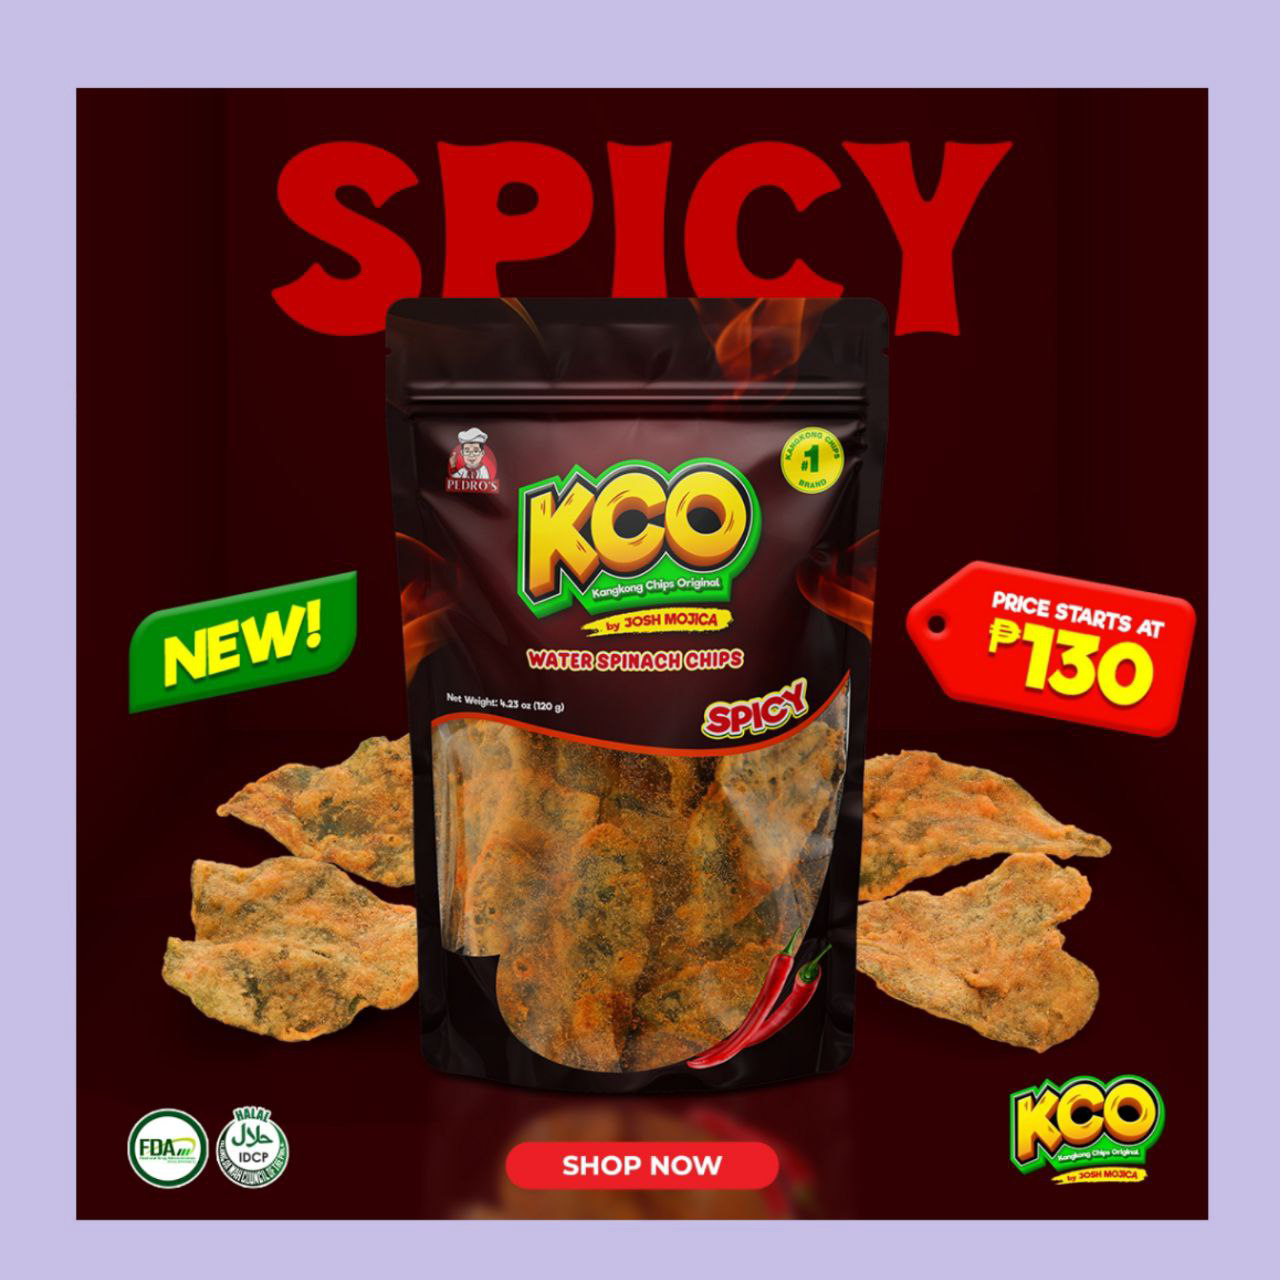 SPICY
PEDRO'S
KANGKONG CHIPS
#1
BRAND
KCO
Kangkong Chips Original
by JOSH MOJICA
WATER SPINACH CHIPS
Net Weight: 4.23 oz (120 g)
SPICY
NEW!
PRICE STARTS AT
₱130
FDA
HALAL
حلال
IDCP
SHOP NOW
KCO
Kangkong Chips Original
by JOSH MOJICA